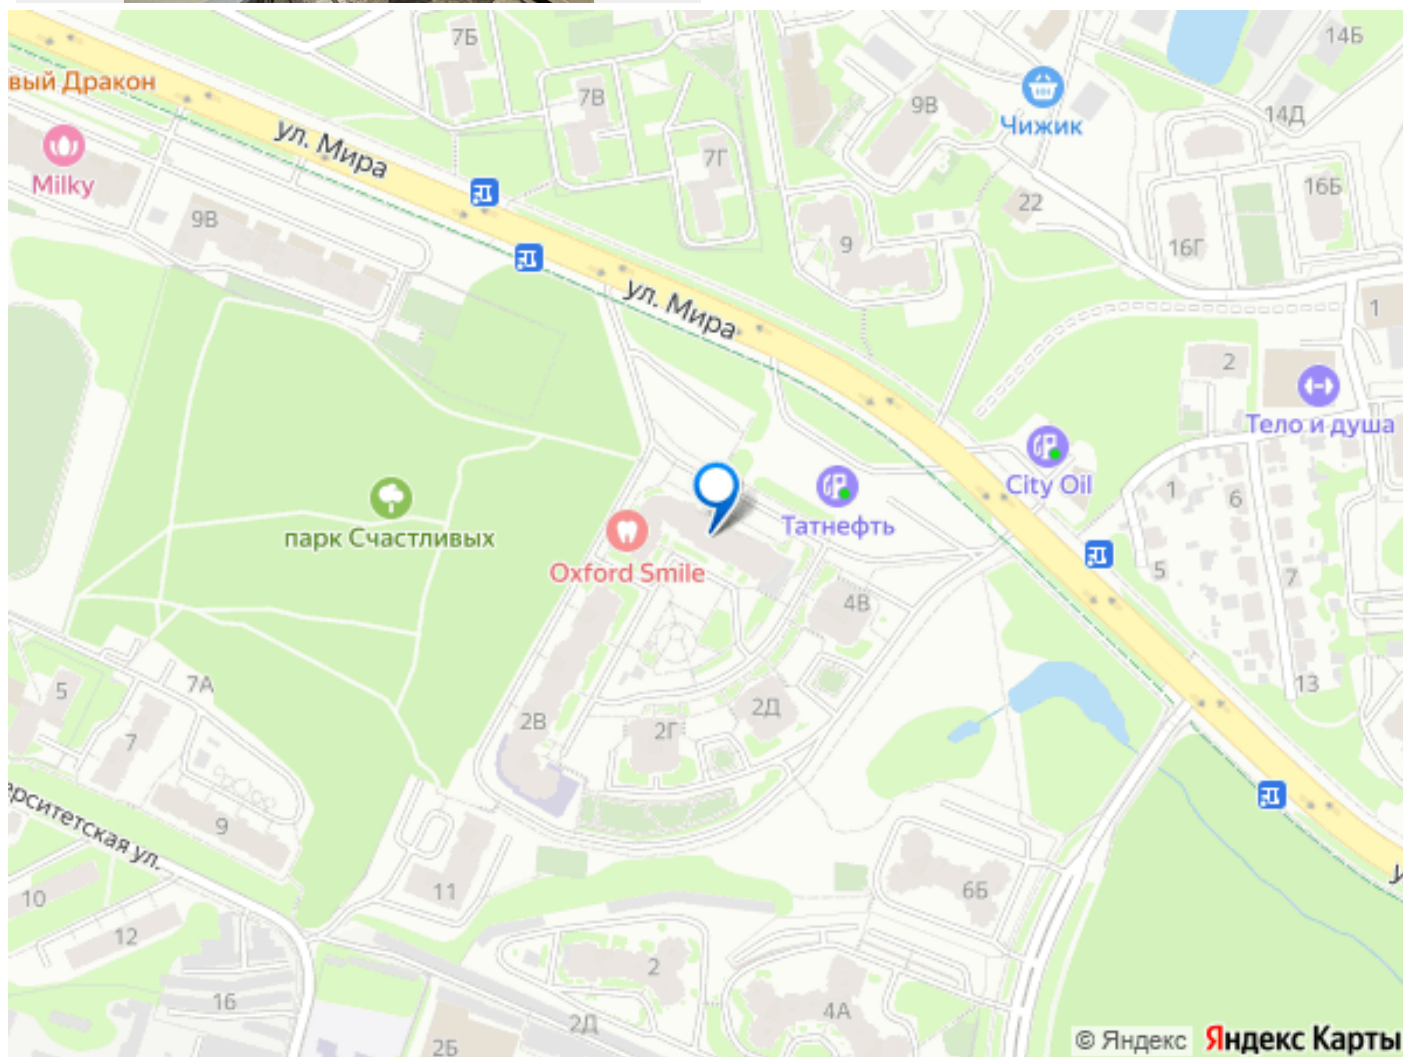 7Б
14Б
вый Дракон
7В
9В
Чижик
14Д
ул. Мира
7Г
Milky
16Б
22
9В
9
16Г
ул. Мира
1
2
Тело и душа
City Oil
1
6
Татнефть
парк Счастливых
Oxford Smile
5
7
4В
13
5
7А
2Д
2В
2Г
7
9
ерситетская ул.
11
6Б
10
12
2
16
4А
2Д
2Б
© Яндекс Яндекс Карты